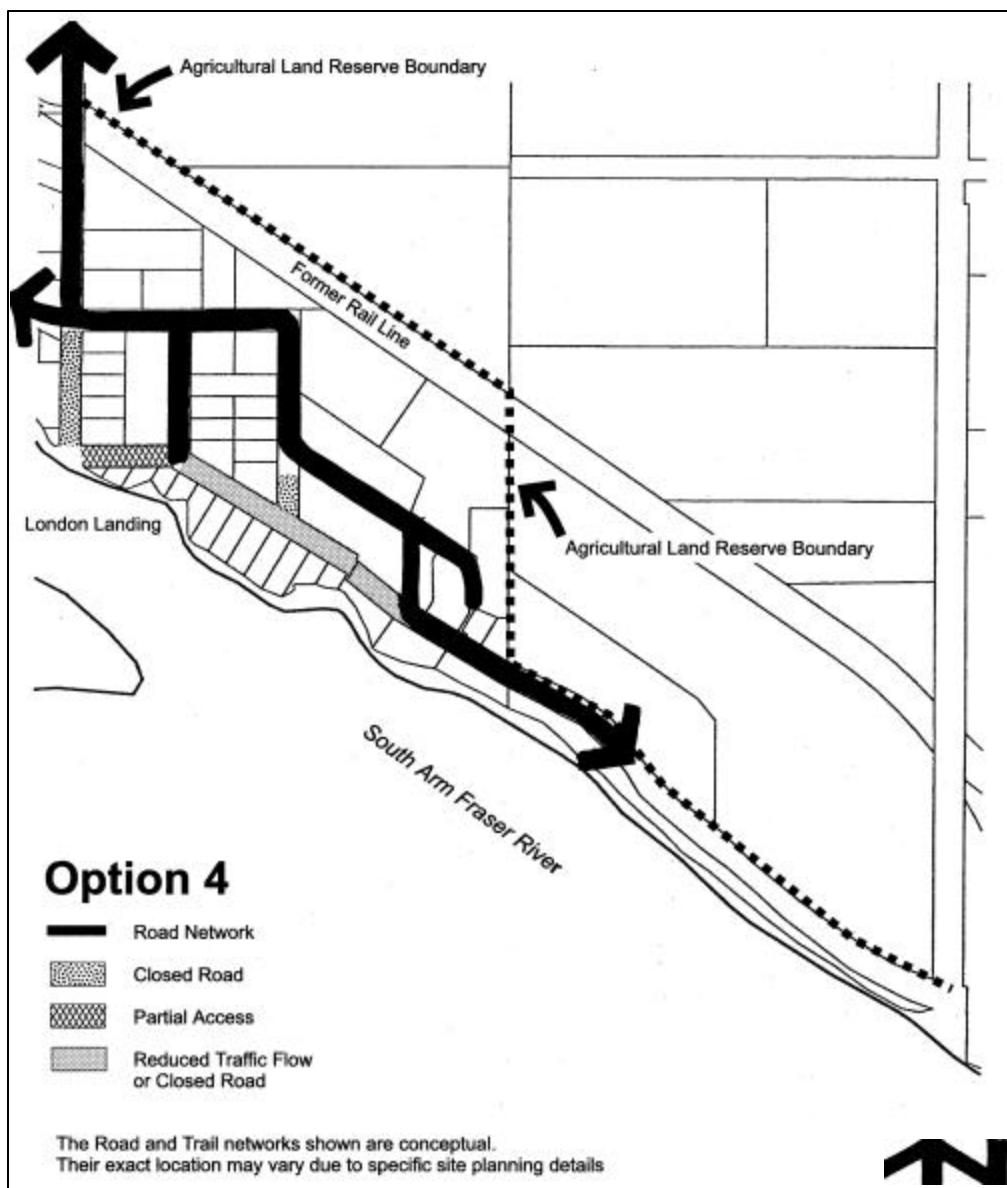 Agricultural Land Reserve Boundary
Former Rail Line
London Landing
Agricultural Land Reserve Boundary
South Arm Fraser River
Option 4
Road Network
Closed Road
Partial Access
Reduced Traffic Flow
or Closed Road
The Road and Trail networks shown are conceptual.
Their exact location may vary due to specific site planning details